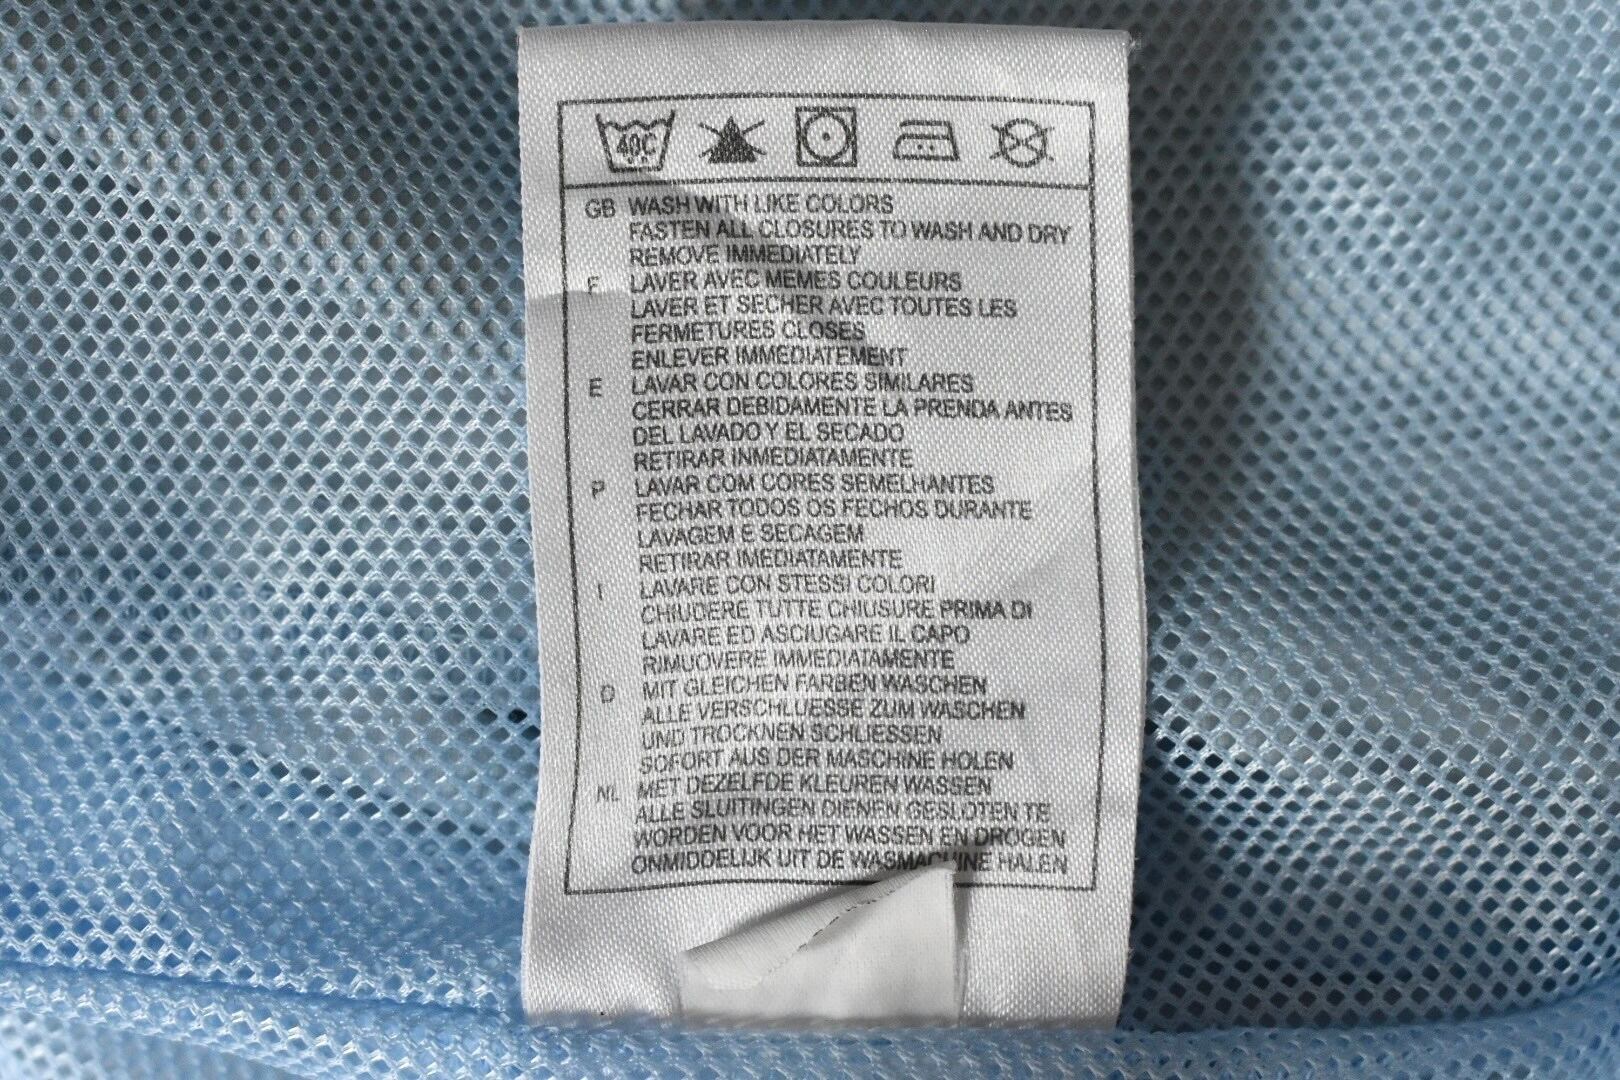 40C
GB WASH WITH LIKE COLORS
FASTEN ALL CLOSURES TO WASH AND DRY
REMOVE IMMEDIATELY
F LAVER AVEC MEMES COULEURS
LAVER ET SECHER AVEC TOUTES LES
FERMETURES CLOSES
ENLEVER IMMEDIATEMENT
E LAVAR CON COLORES SIMILARES
CERRAR DEBIDAMENTE LA PRENDA ANTES
DEL LAVADO Y EL SECADO
RETIRAR INMEDIATAMENTE
P LAVAR COM CORES SEMELHANTES
FECHAR TODOS OS FECHOS DURANTE
LAVAGEM E SECAGEM
RETIRAR IMEDIATAMENTE
I LAVARE CON STESSI COLORI
CHIUDERE TUTTE CHIUSURE PRIMA DI
LAVARE ED ASCIUGARE IL CAPO
RIMUOVERE IMMEDIATAMENTE
D MIT GLEICHEN FARBEN WASCHEN
ALLE VERSCHLUESSE ZUM WASCHEN
UND TROCKNEN SCHLIESSEN
SOFORT AUS DER MASCHINE HOLEN
NL MET DEZELFDE KLEUREN WASSEN
ALLE SLUITINGEN DIENEN GESLOTEN TE
WORDEN VOOR HET WASSEN EN DROGEN
ONMIDDELIJK UIT DE WASMACHINE HALEN